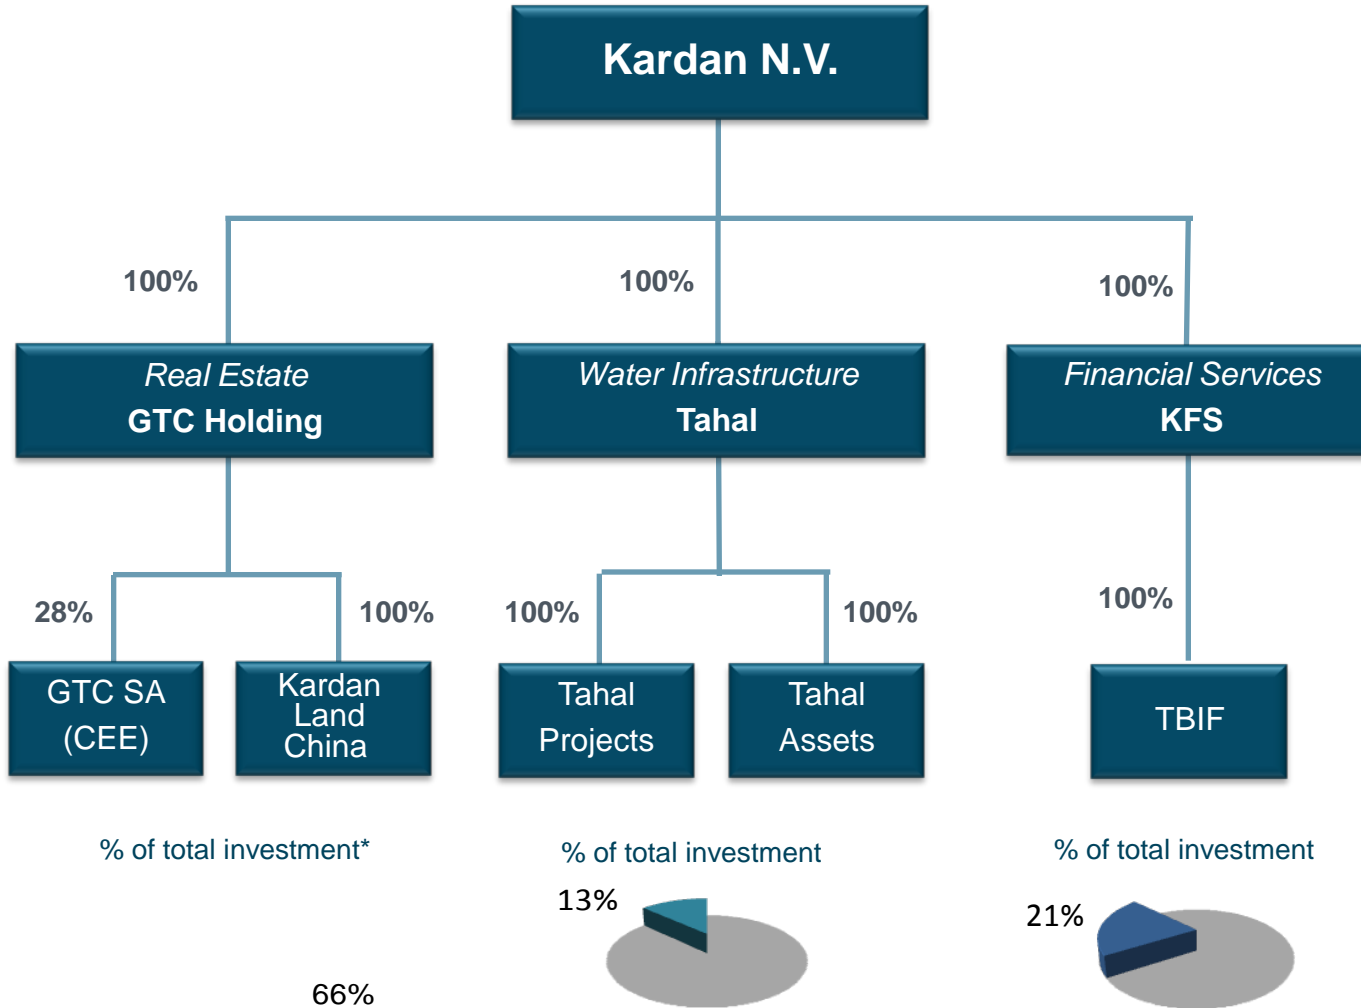 Kardan N.V.
100%
100%
100%
Real Estate
GTC Holding
Water Infrastructure
Tahal
Financial Services
KFS
28%
100%
100%
100%
100%
GTC SA
(CEE)
Kardan
Land
China
Tahal
Projects
Tahal
Assets
TBIF
% of total investment*
% of total investment
% of total investment
66%
13%
21%